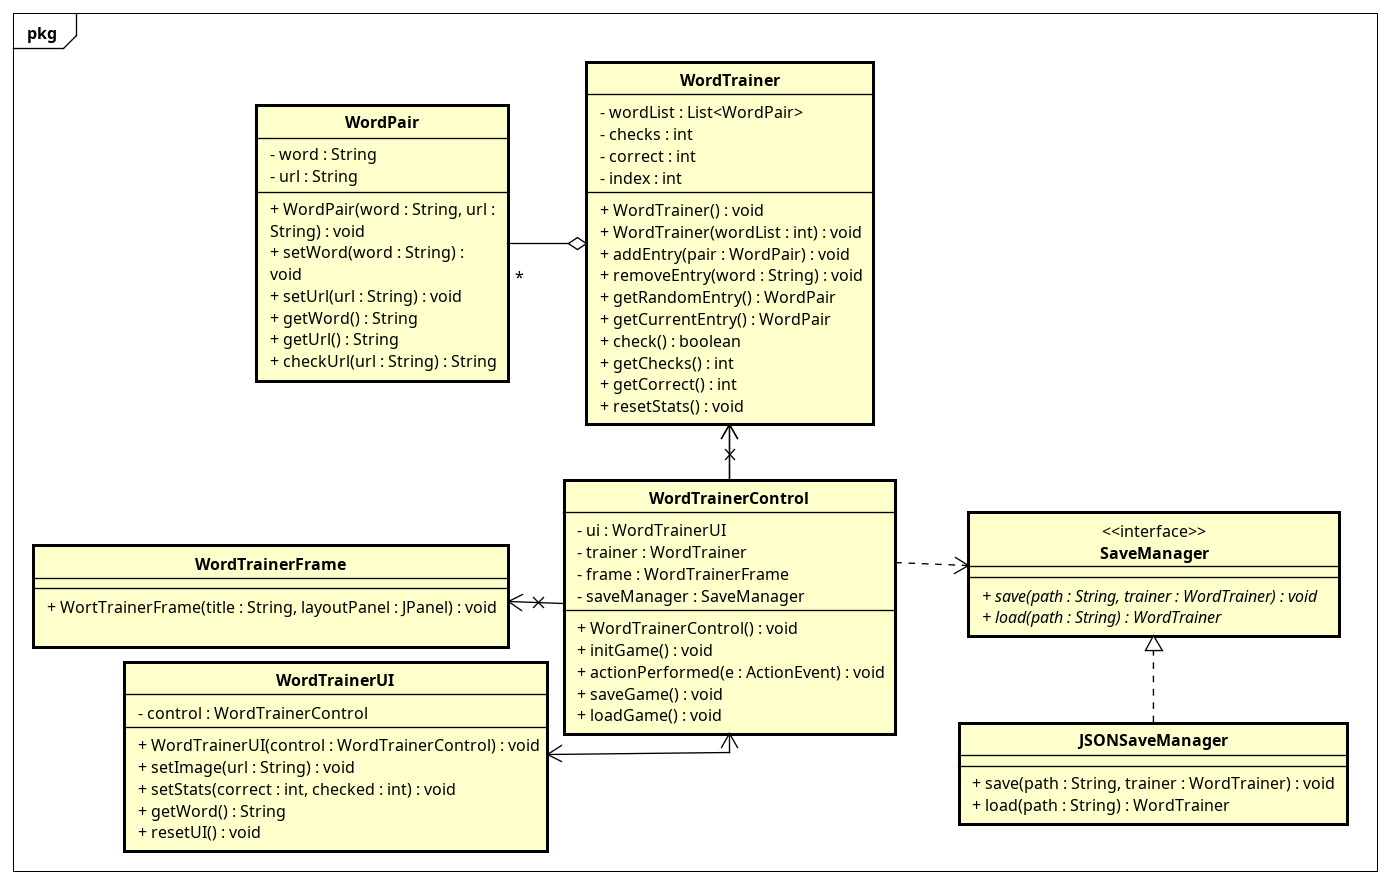 pkg
WordTrainer
- wordList : List<WordPair>
- checks : int
- correct : int
- index : int
+ WordTrainer() : void
+ WordTrainer(wordList : int) : void
+ addEntry(pair : WordPair) : void
+ removeEntry(word : String) : void
+ getRandomEntry() : WordPair
+ getCurrentEntry() : WordPair
+ check() : boolean
+ getChecks() : int
+ getCorrect() : int
+ resetStats() : void
WordPair
- word : String
- url : String
+ WordPair(word : String, url :
String) : void
+ setWord(word : String) :
void
+ setUrl(url : String) : void
+ getWord() : String
+ getUrl() : String
+ checkUrl(url : String) : String
*
WordTrainerControl
- ui : WordTrainerUI
- trainer : WordTrainer
- frame : WordTrainerFrame
- saveManager : SaveManager
+ WordTrainerControl() : void
+ initGame() : void
+ actionPerformed(e : ActionEvent) : void
+ saveGame() : void
+ loadGame() : void
<<interface>>
SaveManager
+ save(path : String, trainer : WordTrainer) : void
+ load(path : String) : WordTrainer
WordTrainerFrame
+ WortTrainerFrame(title : String, layoutPanel : JPanel) : void
WordTrainerUI
- control : WordTrainerControl
+ WordTrainerUI(control : WordTrainerControl) : void
+ setImage(url : String) : void
+ setStats(correct : int, checked : int) : void
+ getWord() : String
+ resetUI() : void
JSONSaveManager
+ save(path : String, trainer : WordTrainer) : void
+ load(path : String) : WordTrainer